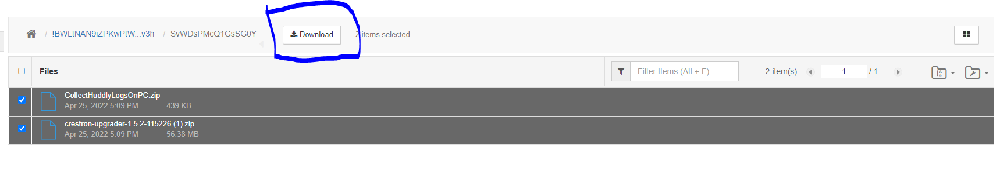 / !BWLtNAN9iZPKwPtW...v3h / SvWDsPMcQ1GsSG0Y Download 2 items selected
Files Filter Items (Alt + F) 2 item(s) 1 / 1
CollectHuddlyLogsOnPC.zip
Apr 25, 2022 5:09 PM 439 KB
crestron-upgrader-1.5.2-115226 (1).zip
Apr 25, 2022 5:09 PM 56.38 MB